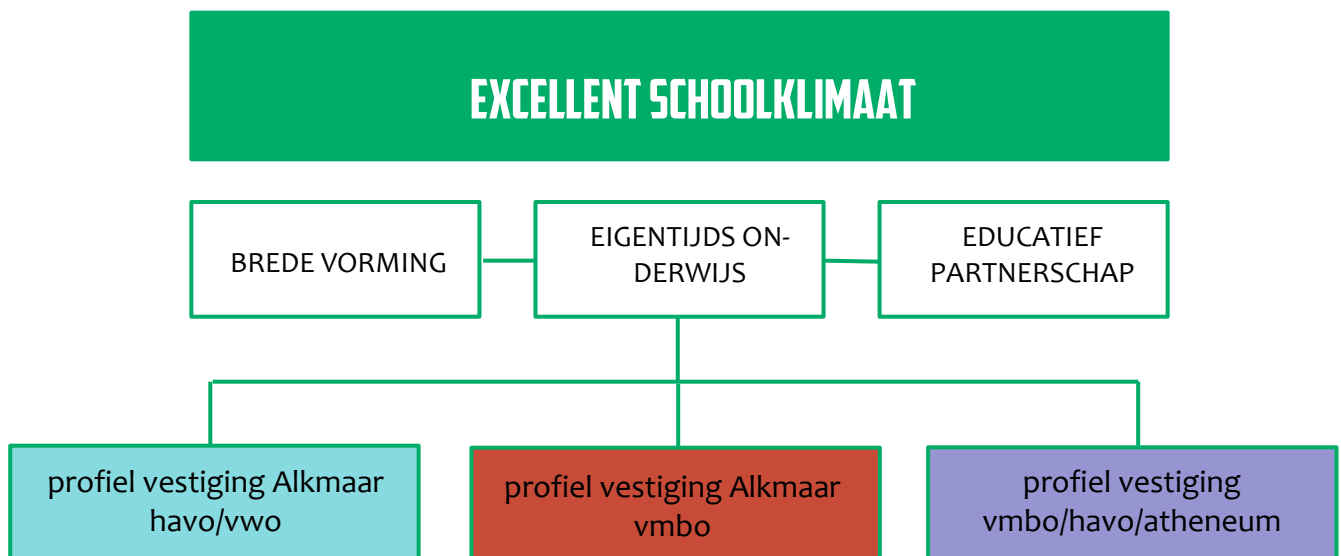 EXCELLENT SCHOOLKLIMAAT
BREDE VORMING
EIGENTIJDS ON-
DERWIJS
EDUCATIEF
PARTNERSCHAP
profiel vestiging Alkmaar
havo/vwo
profiel vestiging Alkmaar
vmbo
profiel vestiging
vmbo/havo/atheneum